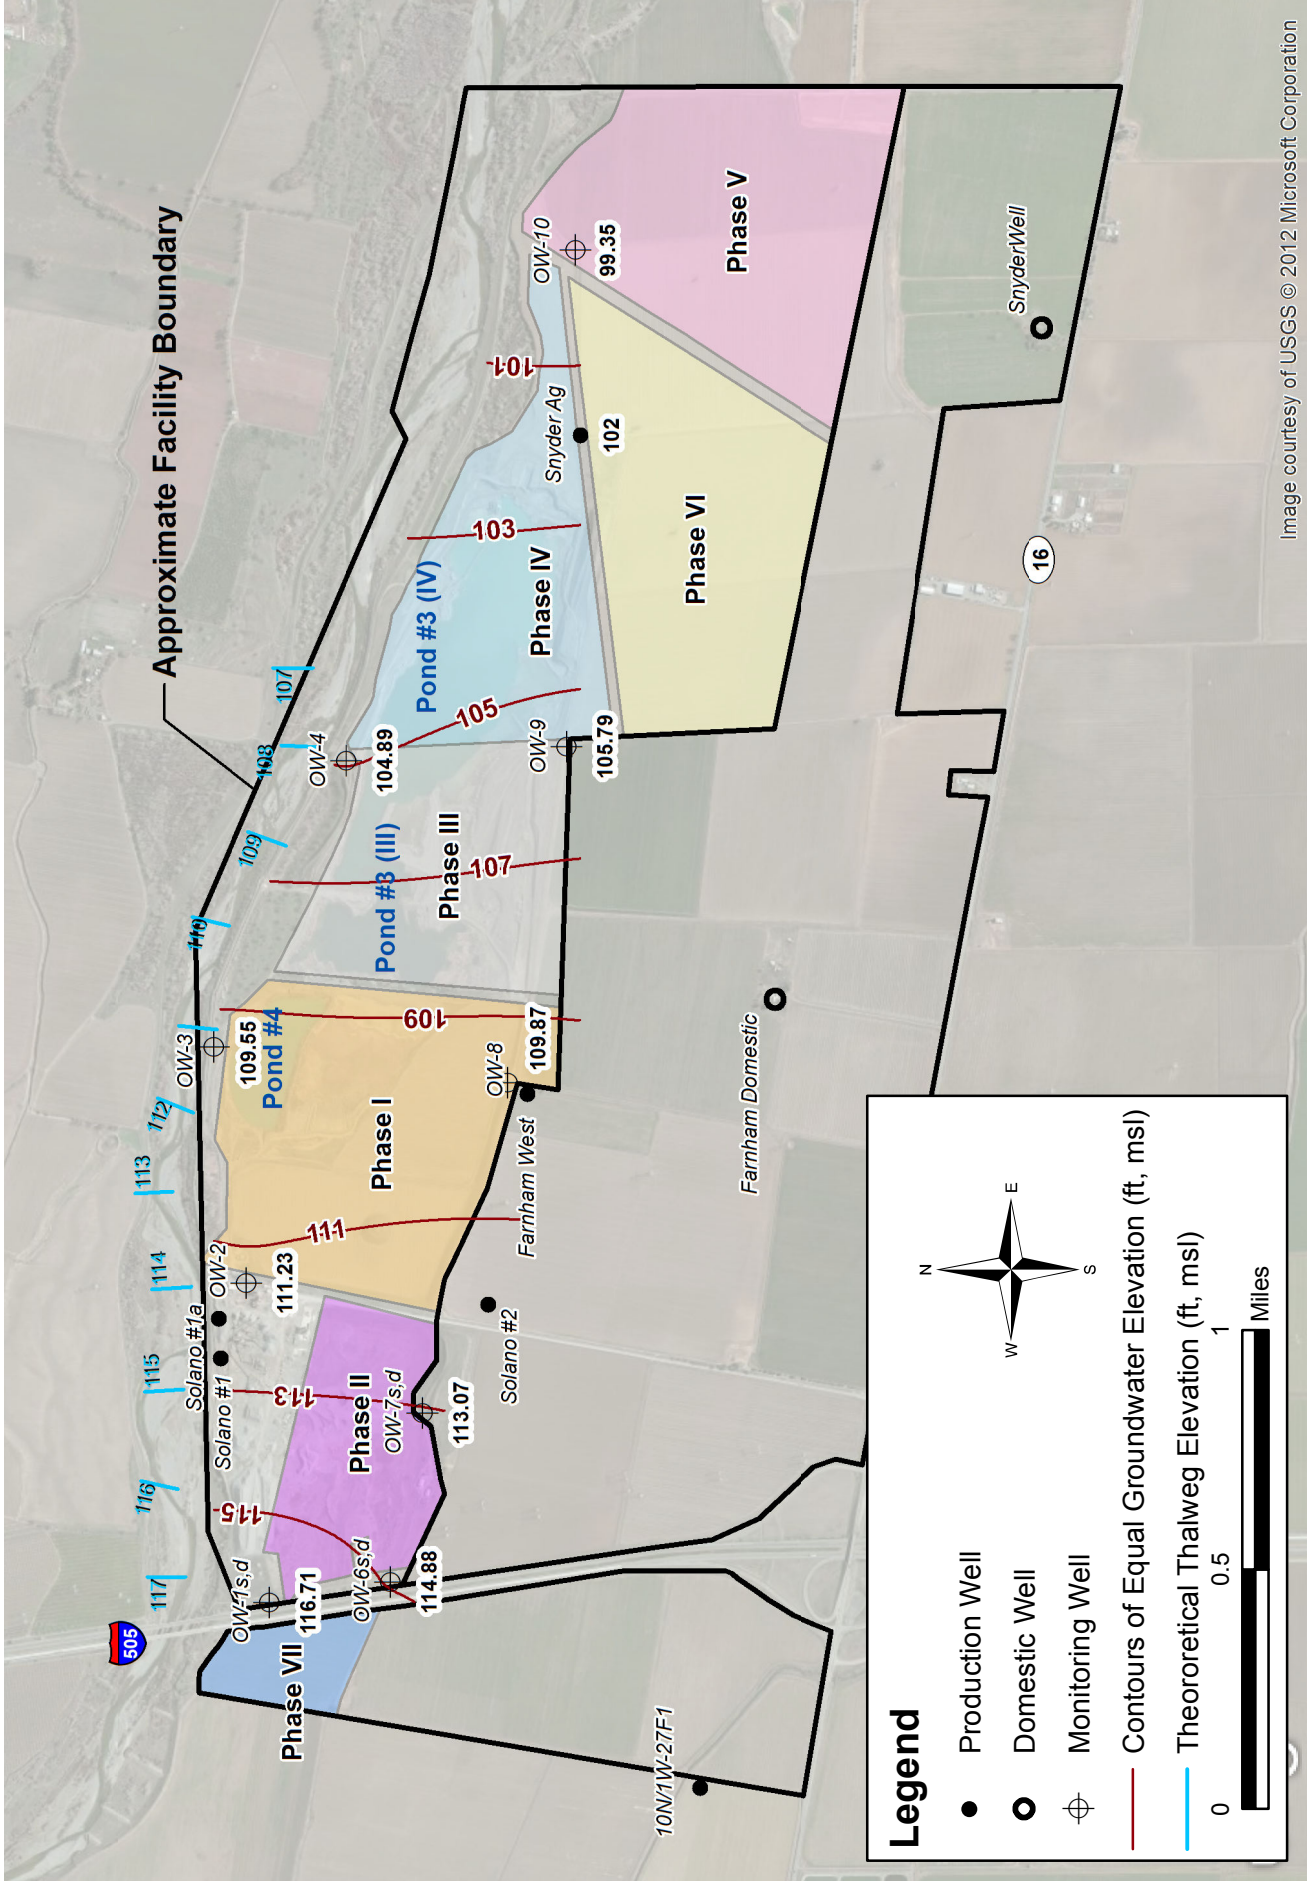 Approximate Facility Boundary
505
117
116
115
114
113
112
110
109
108
107
OW-1s,d
116.71
OW-6s,d
114.88
Phase VII
115
Solano #1
Solano #1a
113
Phase II
OW-7s,d
113.07
OW-2
111.23
Solano #2
111
Phase I
OW-3
109.55
Pond #4
109
OW-8
109.87
Farnham West
Farnham Domestic
Pond #3 (III)
Phase III
107
OW-4
104.89
105
OW-9
105.79
Pond #3 (IV)
Phase IV
103
Snyder Ag
102
101
Phase VI
OW-10
99.35
Phase V
SnyderWell
16
10N/1W-27F1
Legend
Production Well
Domestic Well
Monitoring Well
Contours of Equal Groundwater Elevation (ft, msl)
Theororetical Thalweg Elevation (ft, msl)
N
W
E
S
0
0.5
1
Miles
Image courtesy of USGS © 2012 Microsoft Corporation